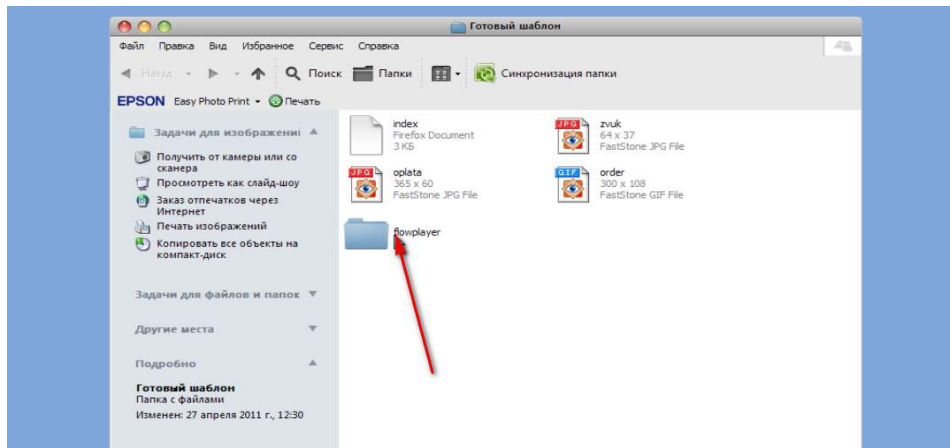 Готовый шаблон
Файл Правка Вид Избранное Сервис Справка
Назад Поиск Папки Синхронизация папки
EPSON Easy Photo Print Печать
Задачи для изображени
Получить от камеры или со
сканера
Просмотреть как слайд-шоу
Заказ отпечатков через
Интернет
Печать изображений
Копировать все объекты на
компакт-диск
Задачи для файлов и папок
Другие места
Подробно
Готовый шаблон
Папка с файлами
Изменен: 27 апреля 2011 г., 12:30
index
Firefox Document
3 КБ
JPG
zvuk
64 x 37
FastStone JPG File
JPG
oplata
365 x 60
FastStone JPG File
GIF
order
300 x 108
FastStone GIF File
flowplayer